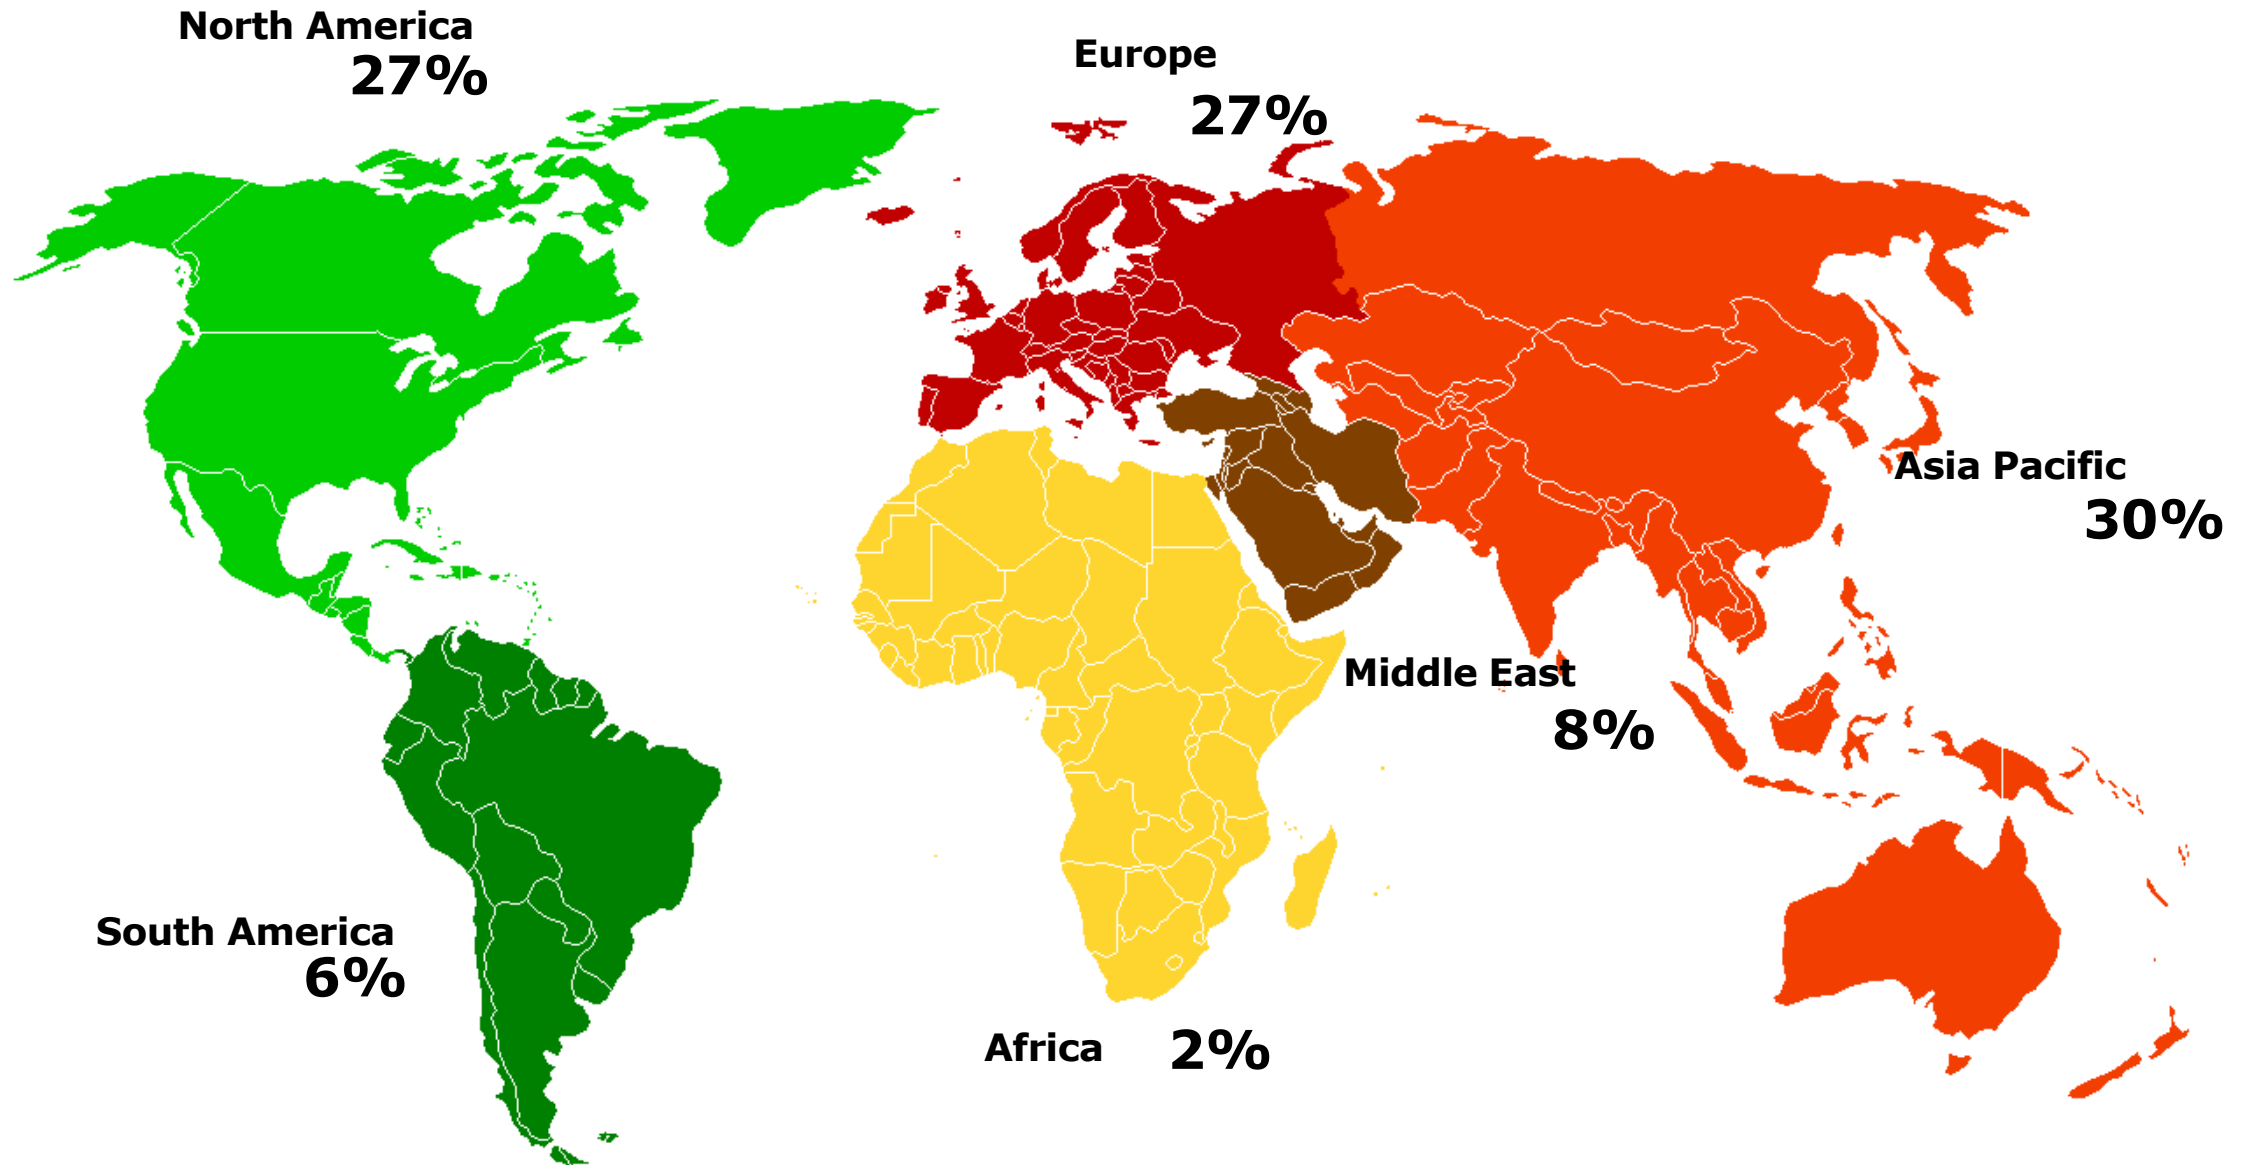 North America
27%
Europe
27%
Asia Pacific
30%
Middle East
8%
South America
6%
Africa 2%